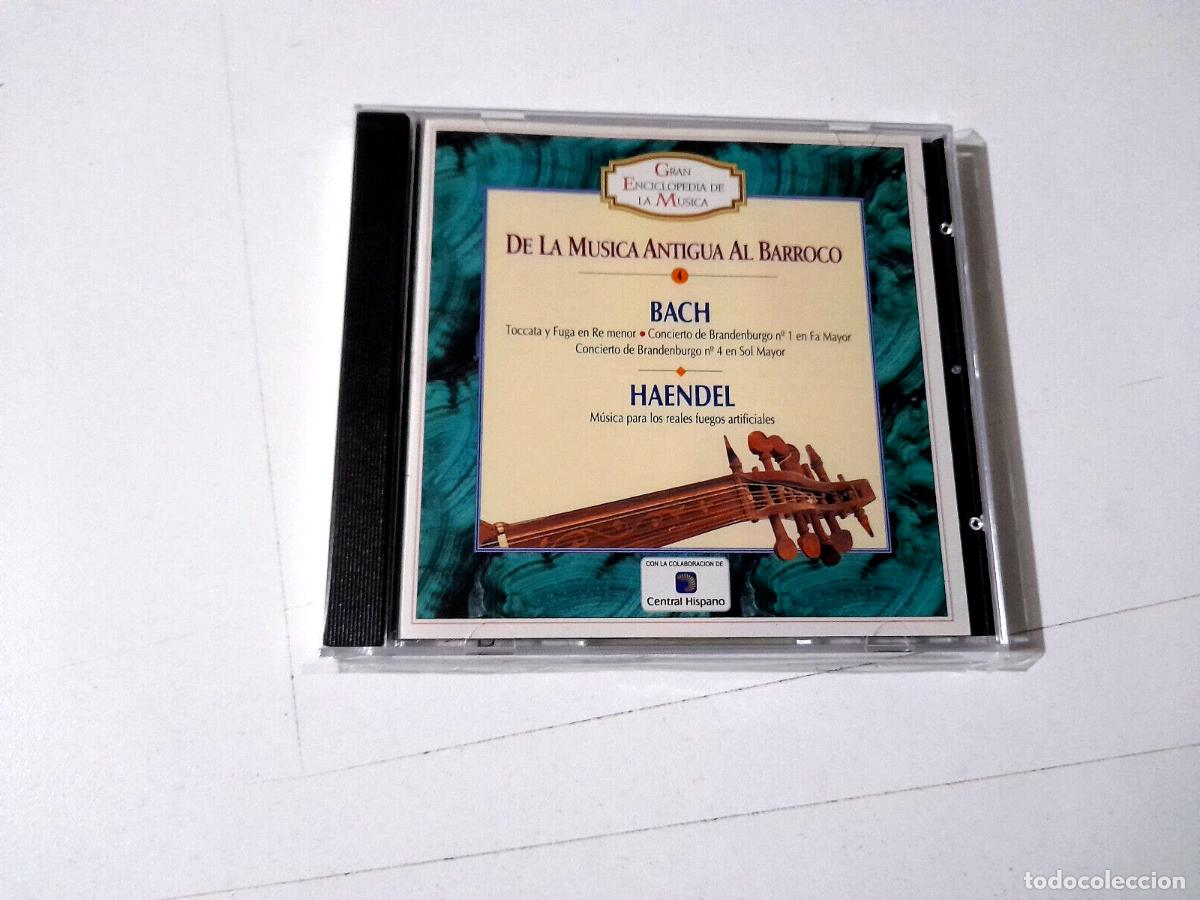 GRAN
ENCICLOPEDIA DE
LA MUSICA
DE LA MUSICA ANTIGUA AL BARROCO
4
BACH
Toccata y Fuga en Re menor • Concierto de Brandenburgo nº 1 en Fa Mayor
Concierto de Brandenburgo nº 4 en Sol Mayor
HAENDEL
Música para los reales fuegos artificiales
CON LA COLABORACION DE
Central Hispano
todocoleccion